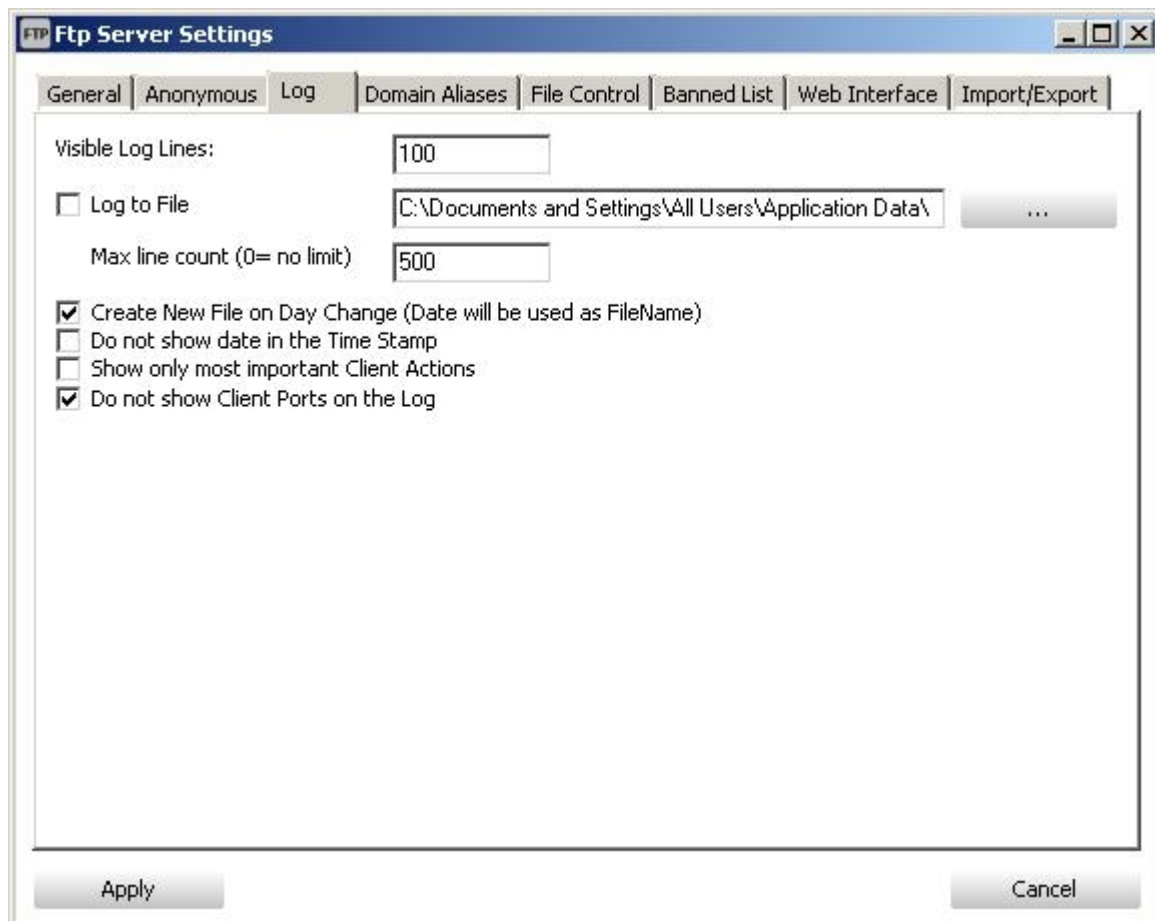 FTP Ftp Server Settings
General Anonymous Log Domain Aliases File Control Banned List Web Interface Import/Export
Visible Log Lines: 100
Log to File C:\Documents and Settings\All Users\Application Data\ ...
Max line count (0= no limit) 500
Create New File on Day Change (Date will be used as FileName)
Do not show date in the Time Stamp
Show only most important Client Actions
Do not show Client Ports on the Log
Apply Cancel